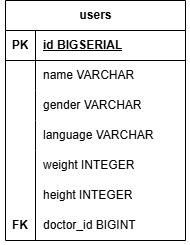 users
PK id BIGSERIAL
name VARCHAR
gender VARCHAR
language VARCHAR
weight INTEGER
height INTEGER
FK doctor_id BIGINT